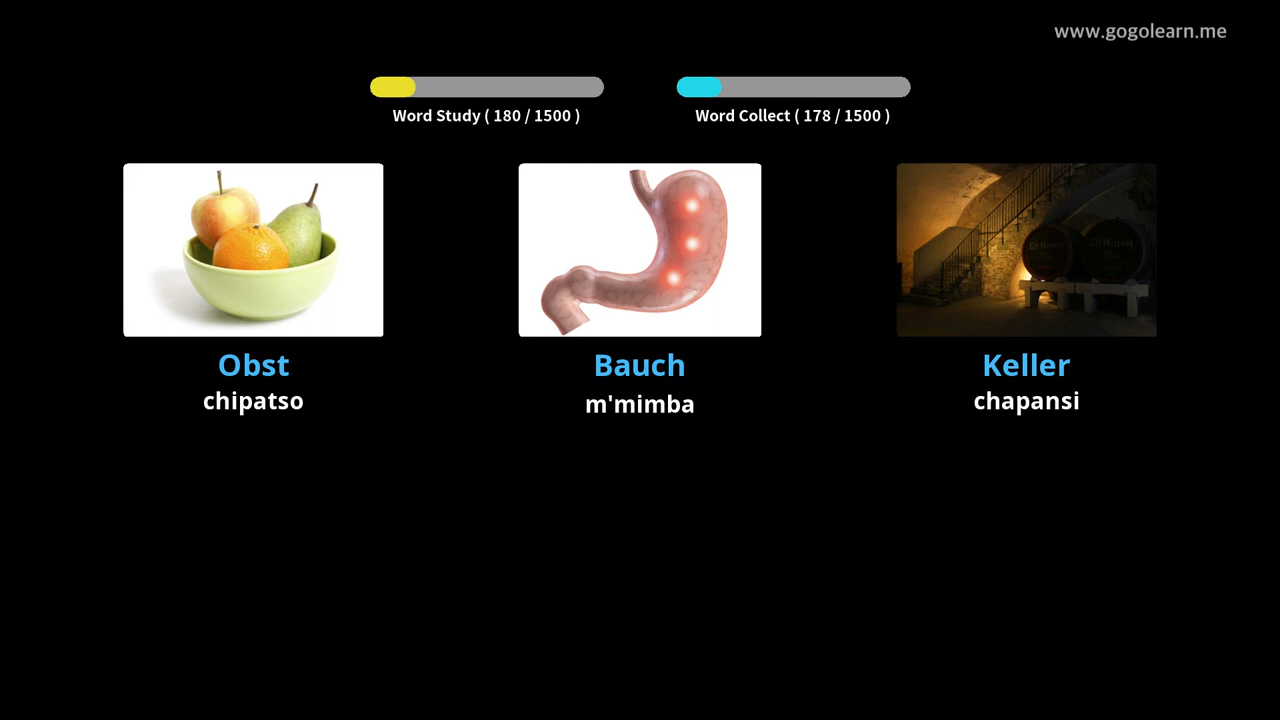 www.gogolearn.me
Word Study ( 180 / 1500 )
Word Collect ( 178 / 1500 )
Obst
chipatso
Bauch
m'mimba
Keller
chapansi